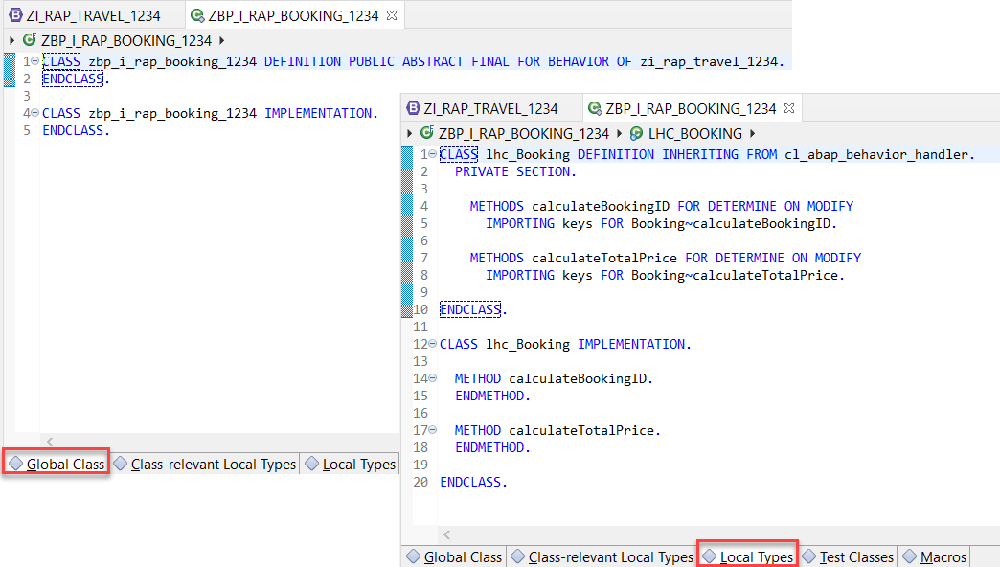 ZI_RAP_TRAVEL_1234 ZBP_I_RAP_BOOKING_1234
ZBP_I_RAP_BOOKING_1234
1 CLASS zbp_i_rap_booking_1234 DEFINITION PUBLIC ABSTRACT FINAL FOR BEHAVIOR OF zi_rap_travel_1234.
2 ENDCLASS.
3
4 CLASS zbp_i_rap_booking_1234 IMPLEMENTATION.
5 ENDCLASS.
Global Class Class-relevant Local Types Local Types
ZI_RAP_TRAVEL_1234 ZBP_I_RAP_BOOKING_1234
ZBP_I_RAP_BOOKING_1234 LHC_BOOKING
1 CLASS lhc_Booking DEFINITION INHERITING FROM cl_abap_behavior_handler.
2 PRIVATE SECTION.
3
4 METHODS calculateBookingID FOR DETERMINE ON MODIFY
5 IMPORTING keys FOR Booking~calculateBookingID.
6
7 METHODS calculateTotalPrice FOR DETERMINE ON MODIFY
8 IMPORTING keys FOR Booking~calculateTotalPrice.
9
10 ENDCLASS.
11
12 CLASS lhc_Booking IMPLEMENTATION.
13
14 METHOD calculateBookingID.
15 ENDMETHOD.
16
17 METHOD calculateTotalPrice.
18 ENDMETHOD.
19
20 ENDCLASS.
Global Class Class-relevant Local Types Local Types Test Classes Macros